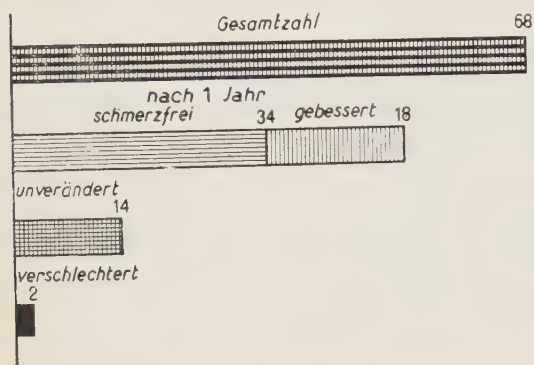 Gesamtzahl 68
nach 1 Jahr
schmerzfrei 34 gebessert 18
unverändert
14
verschlechtert
2